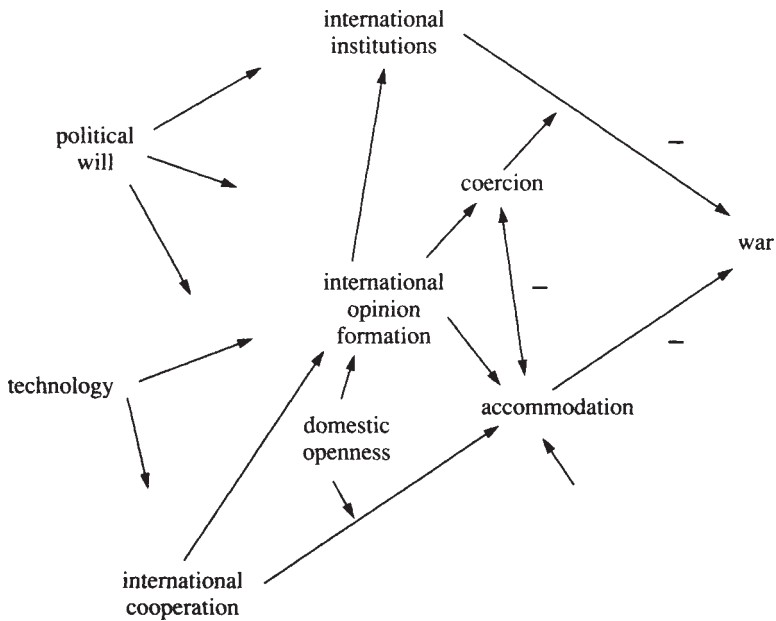 international
institutions
political
will
coercion
–
war
international
opinion
formation
–
–
technology
accommodation
domestic
openness
international
cooperation